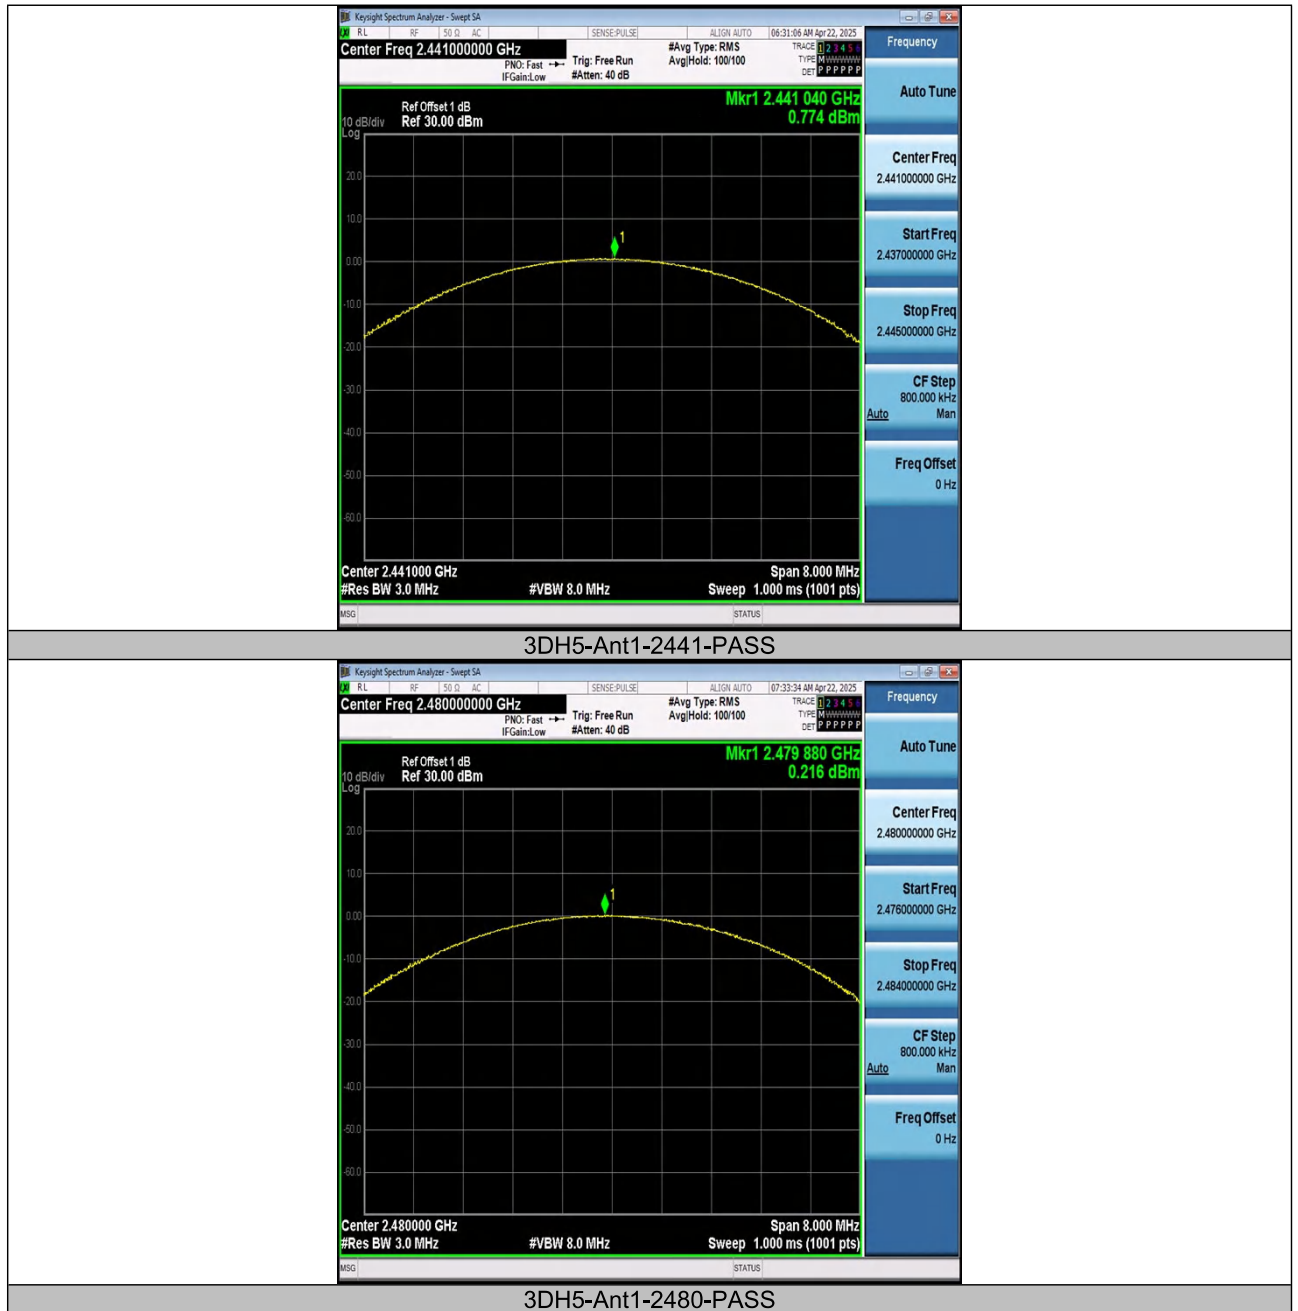 Keysight Spectrum Analyzer - Swept SA
RL RF 50 Ω AC SENSE:PULSE ALIGN AUTO 06:31:06 AM Apr 22, 2025
Center Freq 2.441000000 GHz #Avg Type: RMS TRACE 1 2 3 4 5 6
PNO: Fast Trig: Free Run Avg|Hold: 100/100 TYPE M WWWWW
IFGain:Low #Atten: 40 dB DET P P P P P P
Frequency
Auto Tune
Center Freq
2.441000000 GHz
Start Freq
2.437000000 GHz
Stop Freq
2.445000000 GHz
CF Step
800.000 kHz
Auto Man
Freq Offset
0 Hz
Mkr1 2.441 040 GHz
0.774 dBm
Ref Offset 1 dB
10 dB/div Ref 30.00 dBm
Log
20.0
10.0
1
0.00
-10.0
-20.0
-30.0
-40.0
-50.0
-60.0
Center 2.441000 GHz Span 8.000 MHz
#Res BW 3.0 MHz #VBW 8.0 MHz Sweep 1.000 ms (1001 pts)
MSG STATUS
3DH5-Ant1-2441-PASS
Keysight Spectrum Analyzer - Swept SA
RL RF 50 Ω AC SENSE:PULSE ALIGN AUTO 07:33:34 AM Apr 22, 2025
Center Freq 2.480000000 GHz #Avg Type: RMS TRACE 1 2 3 4 5 6
PNO: Fast Trig: Free Run Avg|Hold: 100/100 TYPE M WWWWW
IFGain:Low #Atten: 40 dB DET P P P P P P
Frequency
Auto Tune
Center Freq
2.480000000 GHz
Start Freq
2.476000000 GHz
Stop Freq
2.484000000 GHz
CF Step
800.000 kHz
Auto Man
Freq Offset
0 Hz
Mkr1 2.479 880 GHz
0.216 dBm
Ref Offset 1 dB
10 dB/div Ref 30.00 dBm
Log
20.0
10.0
1
0.00
-10.0
-20.0
-30.0
-40.0
-50.0
-60.0
Center 2.480000 GHz Span 8.000 MHz
#Res BW 3.0 MHz #VBW 8.0 MHz Sweep 1.000 ms (1001 pts)
MSG STATUS
3DH5-Ant1-2480-PASS